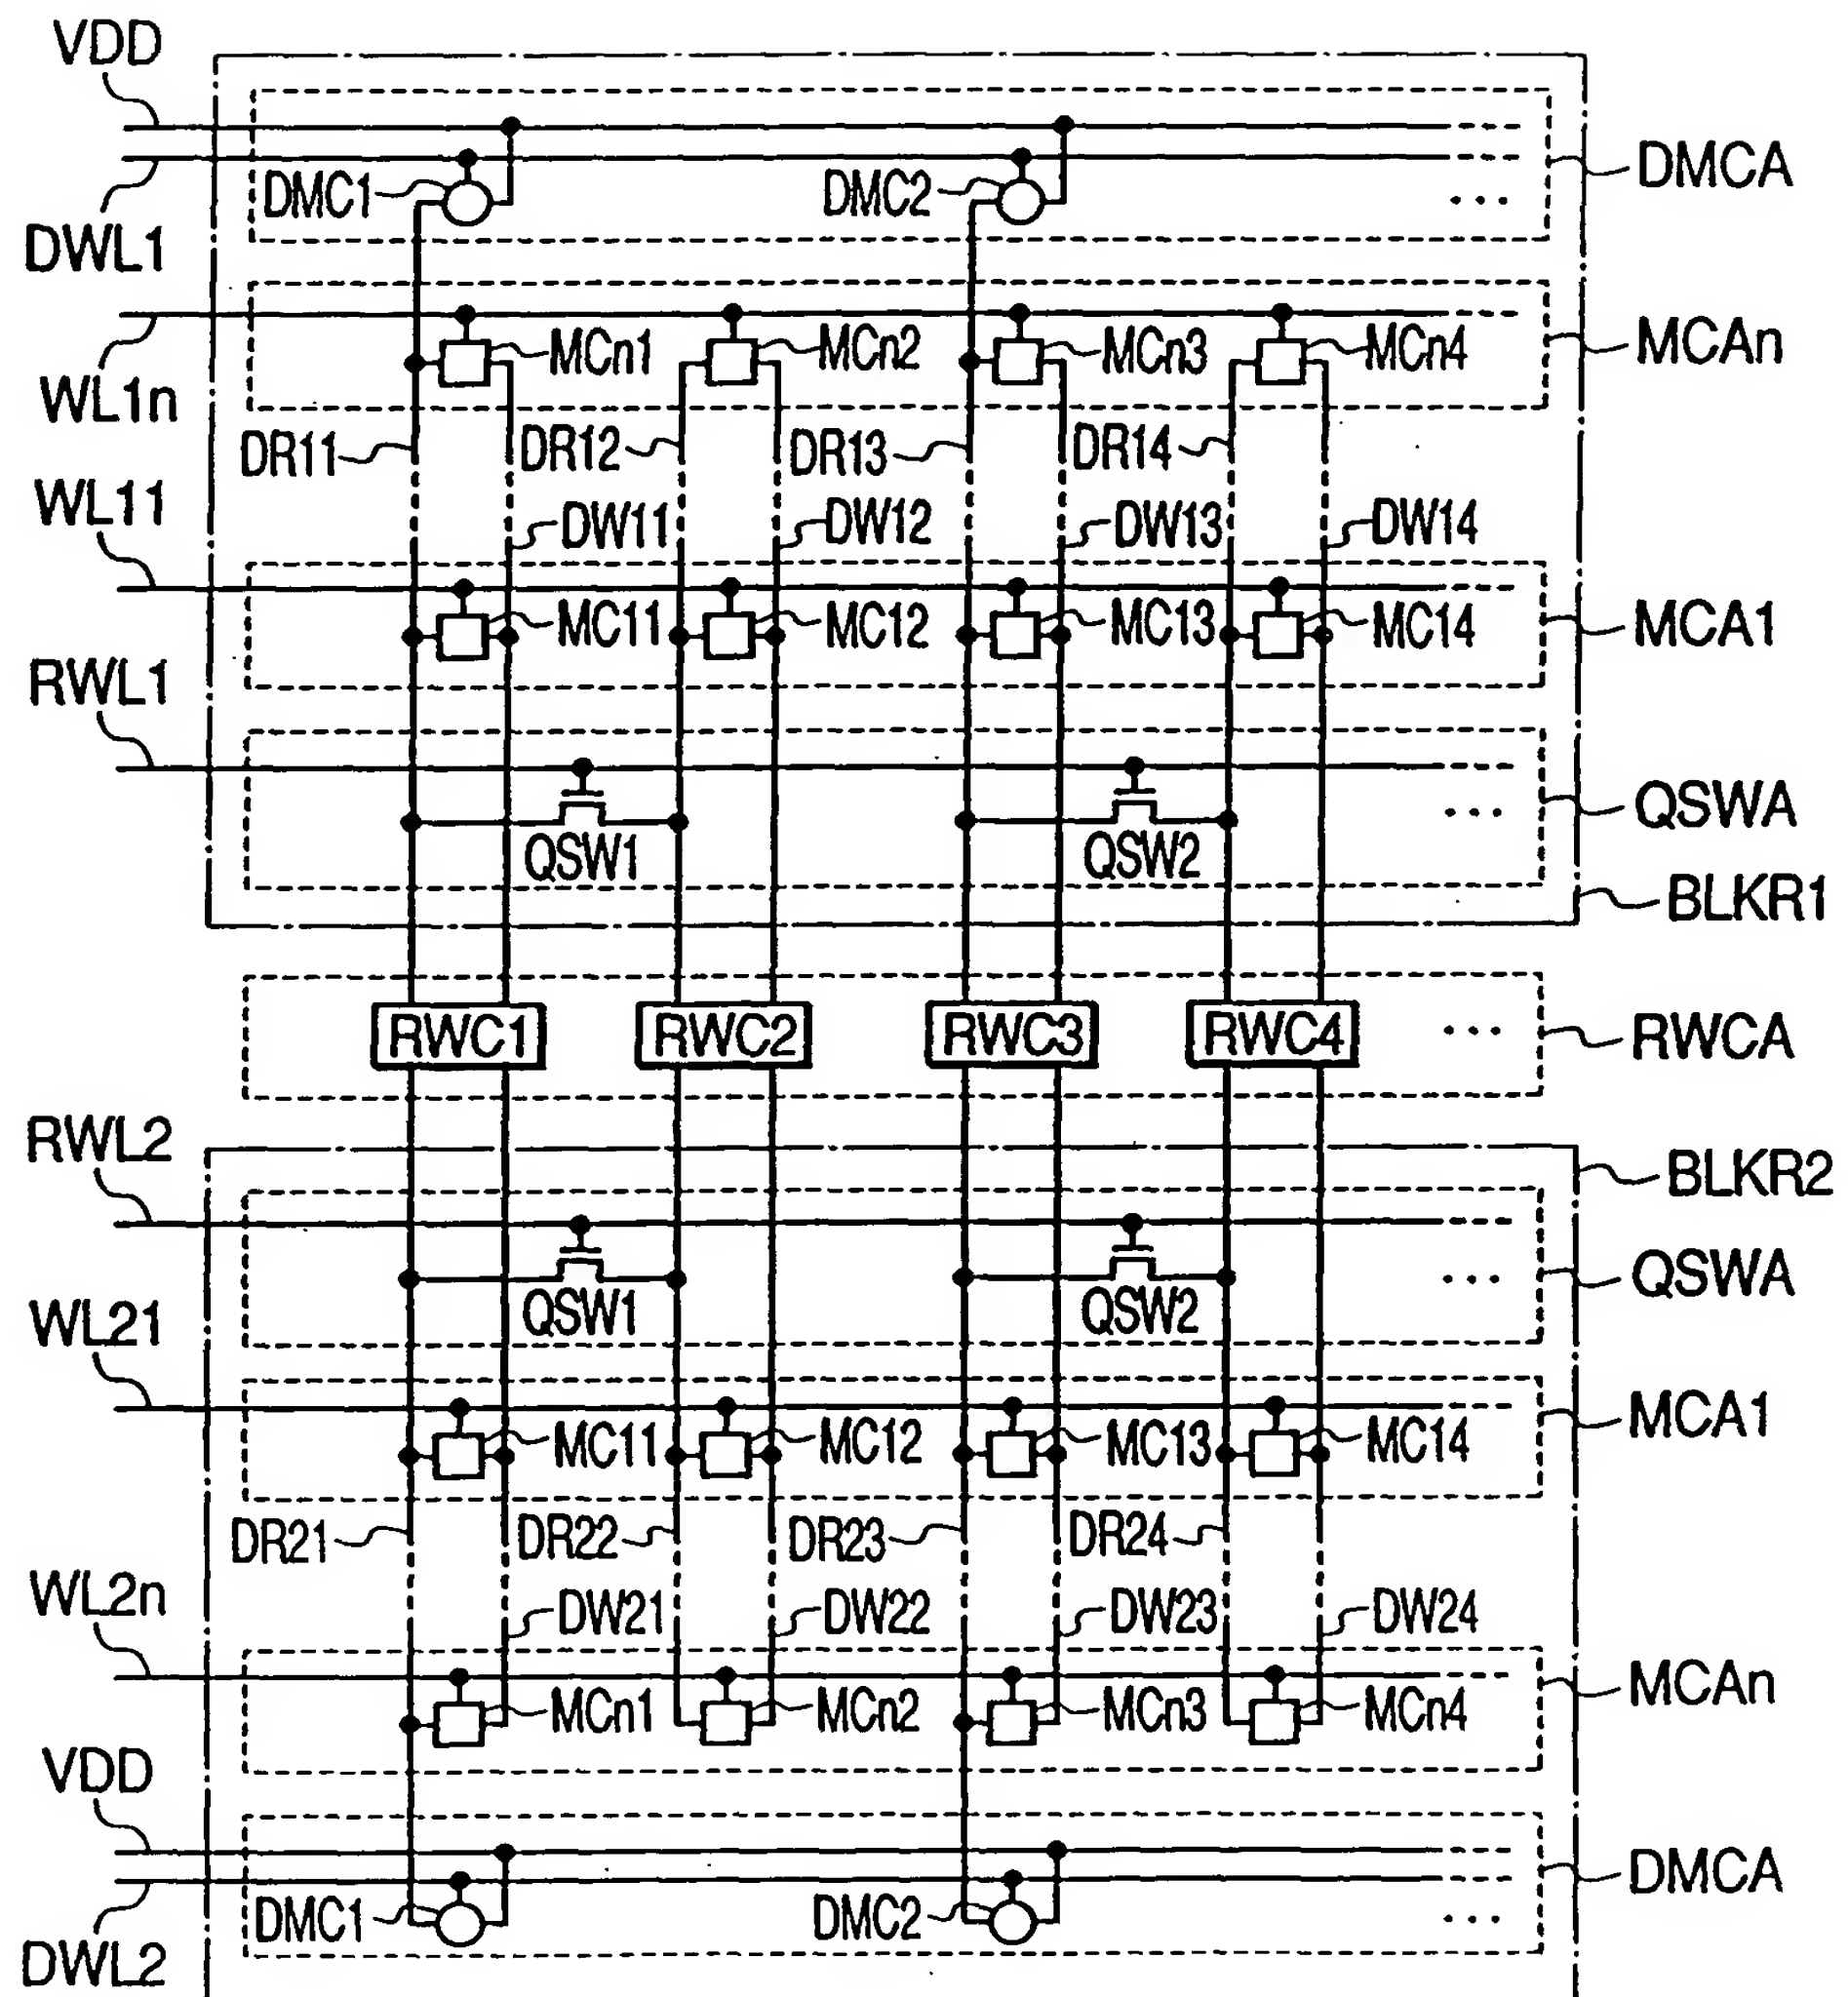 VDD
DMC1 DMC2 DMCA
DWL1 ...
MCn1 MCn2 MCn3 MCn4 MCAn
WL1n
DR11 DR12 DR13 DR14
WL11
DW11 DW12 DW13 DW14
MC11 MC12 MC13 MC14 MCA1
RWL1
... QSWA
QSW1 QSW2
BLKR1
RWC1 RWC2 RWC3 RWC4 ... RWCA
RWL2
BLKR2
... QSWA
QSW1 QSW2
WL21
MC11 MC12 MC13 MC14 MCA1
DR21 DR22 DR23 DR24
WL2n
DW21 DW22 DW23 DW24
MCn1 MCn2 MCn3 MCn4 MCAn
VDD
DMCA
DMC1 DMC2 ...
DWL2